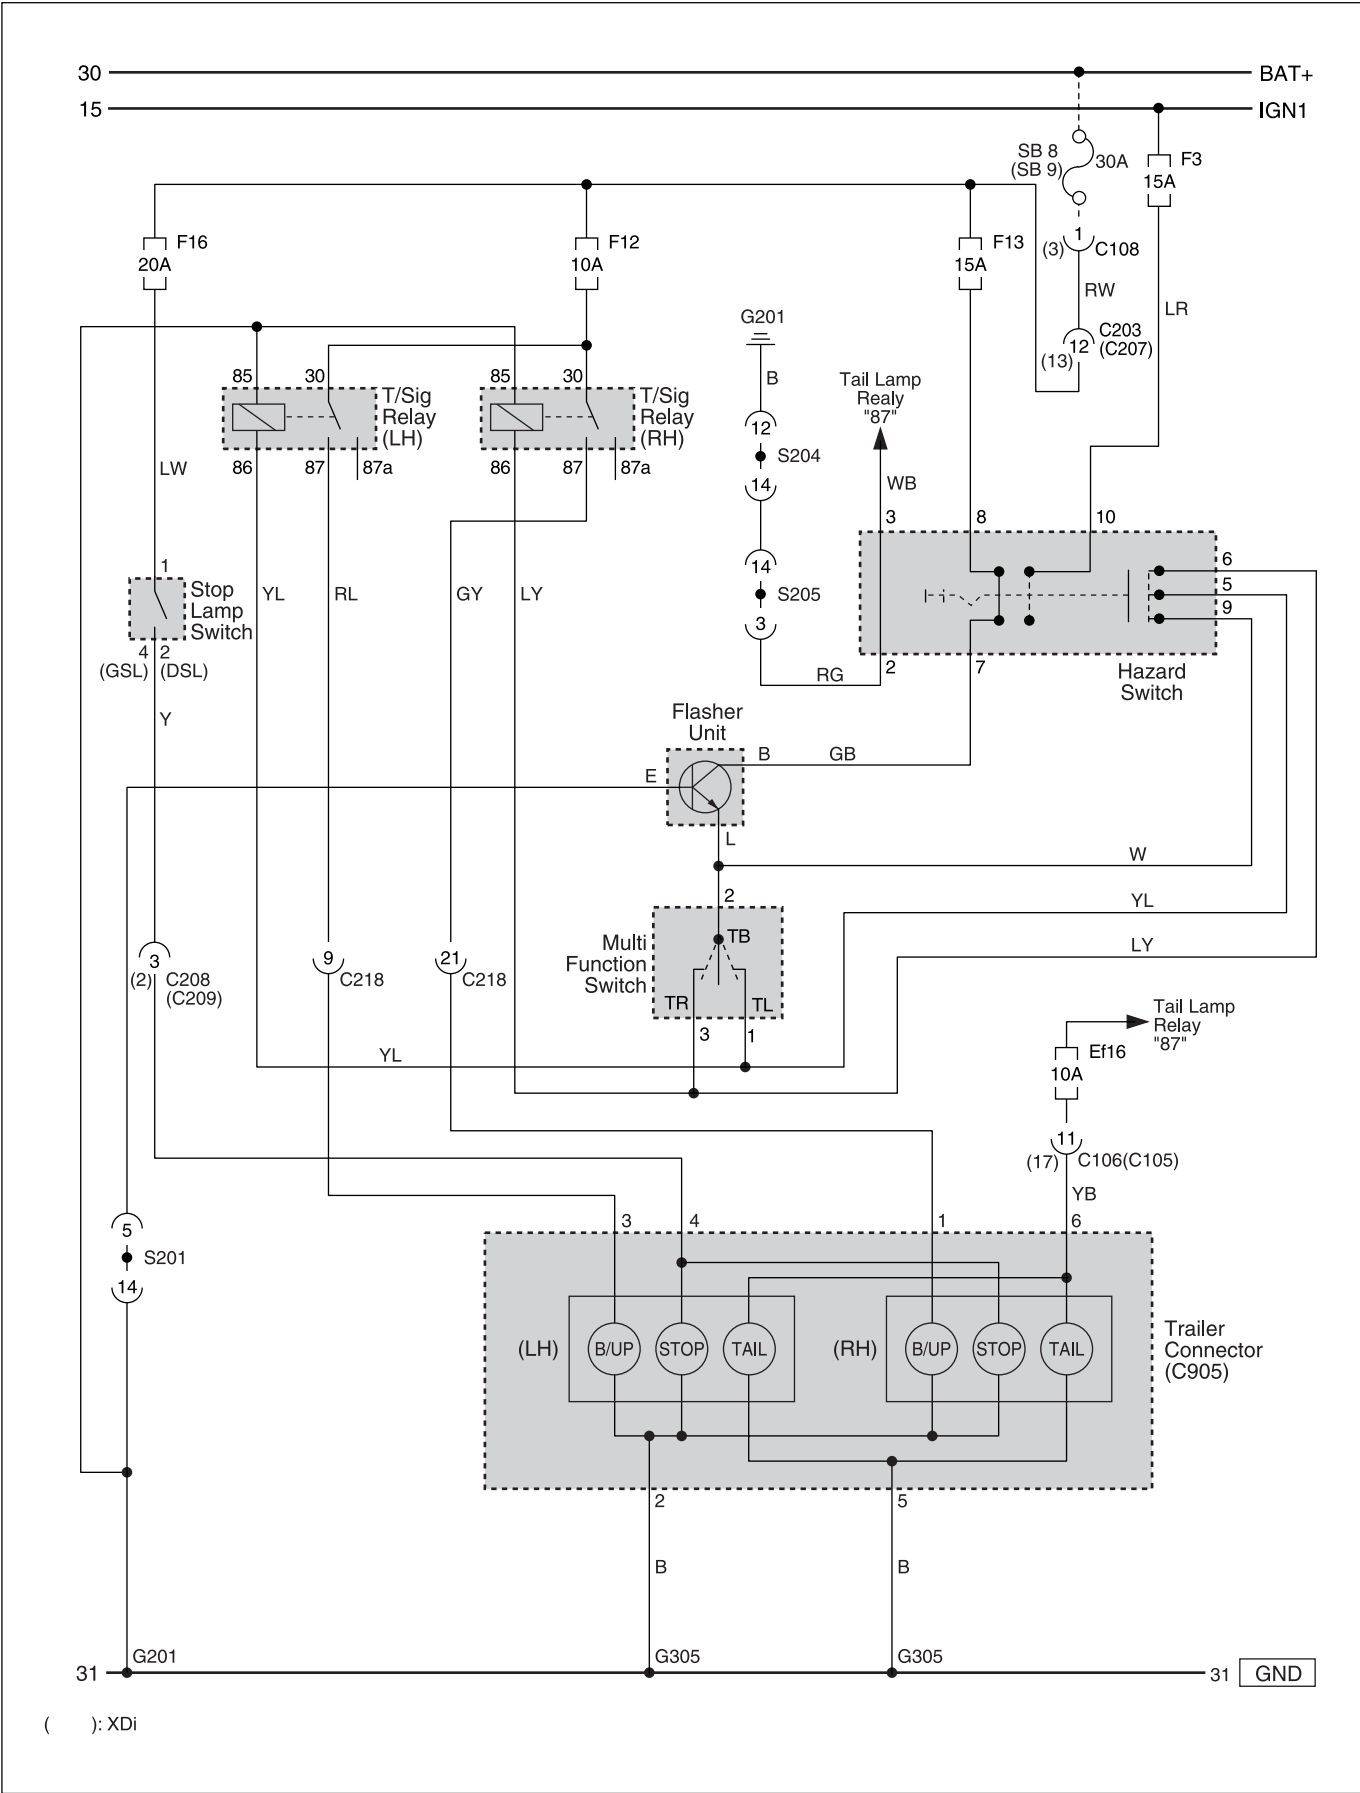 30 BAT+
15 IGN1
SB 8
(SB 9)
30A
F3
15A
F16
20A
F12
10A
F13
15A
1
(3) C108
RW
LR
G201
C203
12 (C207)
(13)
B
85 30
T/Sig
Relay
(LH)
86 87 87a
85 30
T/Sig
Relay
(RH)
86 87 87a
Tail Lamp
Realy
"87"
12
S204
14
LW
WB
3 8 10
14
S205
3
6
5
9
RG
2 7
Hazard
Switch
1
Stop
Lamp
Switch
4 2
(GSL) (DSL)
YL RL GY LY
Y
Flasher
Unit
B GB
E
L
W
2
YL
TB
Multi
Function
Switch
LY
TR TL
3 1
3
(2) C208
(C209)
9
C218
21
C218
YL
Tail Lamp
Relay
"87"
Ef16
10A
11
(17) C106(C105)
YB
5
S201
14
3 4 1 6
(LH) B/UP STOP TAIL
(RH) B/UP STOP TAIL
Trailer
Connector
(C905)
2 5
B B
G201 G305 G305
31 31 GND
( ): XDi